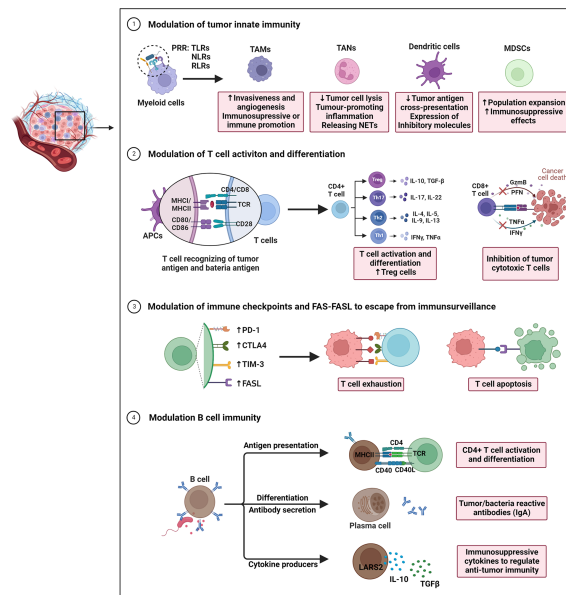 1 Modulation of tumor innate immunity
PRR: TLRs
NLRs
RLRs
Myeloid cells
TAMs
TANs
Dendritic cells
MDSCs
↑Invasiveness and
angiogenesis
Immunosupressive or
immune promotion
↓Tumor cell lysis
Tumour-promoting
inflammation
Releasing NETs
↓Tumor antigen
cross-presentation
Expression of
Inhibitory molecules
↑Population expansion
↑Immunosuppressive
effects
2 Modulation of T cell activiton and differentiation
MHCI/
MHCII
CD80/
CD86
CD4/CD8
TCR
CD28
APCs
T cells
T cell recognizing of tumor
antigen and bateria antigen
CD4+
T cell
Treg
IL-10, TGF-β
Th17
IL-17, IL-22
Th2
IL-4, IL-5,
IL-9, IL-13
Th1
IFNγ, TNFα
T cell activation
and differentiation
↑ Treg cells
CD8+
T cell
GzmB
PFN
TNFα
IFNγ
Cancer
cell death
Inhibition of tumor
cytotoxic T cells
3 Modulation of immune checkpoints and FAS-FASL to escape from immunsurveillance
↑PD-1
↑CTLA4
↑TIM-3
↑FASL
T cell exhaustion
T cell apoptosis
4 Modulation B cell immunity
B cell
Antigen presentation
Differentiation
Antibody secretion
Cytokine producers
MHCII
CD4
TCR
CD40
CD40L
CD4+ T cell activation
and differentiation
Plasma cell
Tumor/bacteria reactive
antibodies (IgA)
LARS2
IL-10
TGFβ
Immunosuppressive
cytokines to regulate
anti-tumor immunity